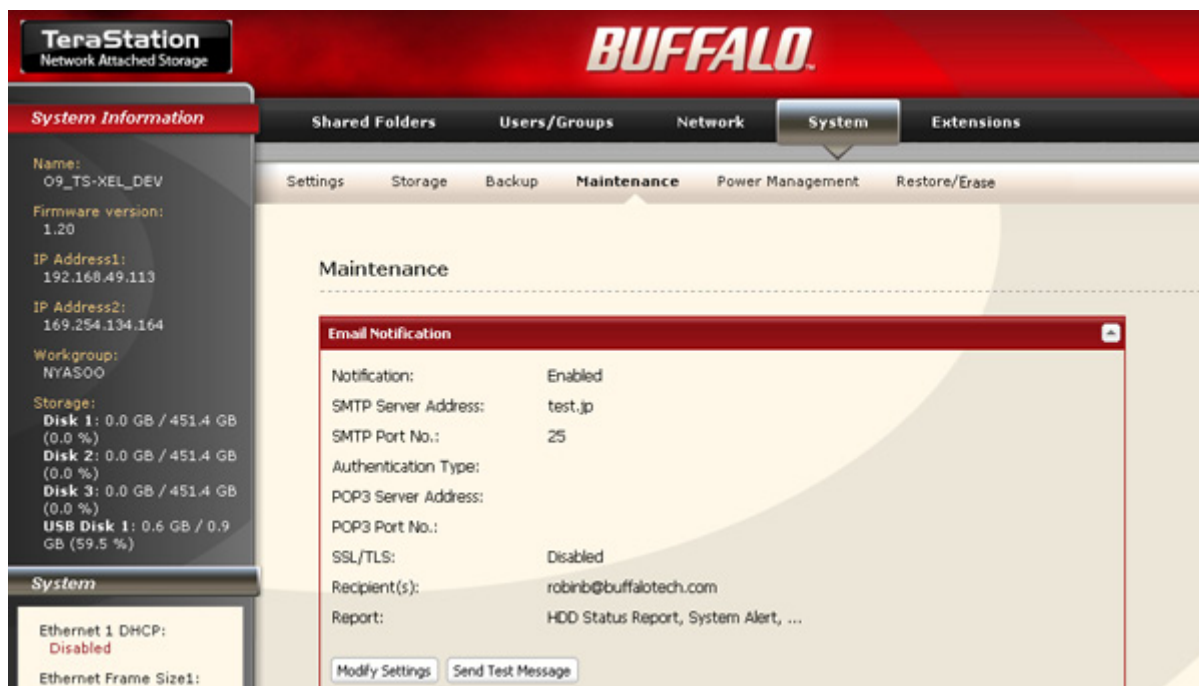 TeraStation
Network Attached Storage
BUFFALO™
System Information
Shared Folders Users/Groups Network System Extensions
Settings Storage Backup Maintenance Power Management Restore/Erase
Name:
O9_TS-XEL_DEV
Firmware version:
1.20
IP Address1:
192.168.49.113
IP Address2:
169.254.134.164
Workgroup:
NYASOO
Storage:
Disk 1: 0.0 GB / 451.4 GB
(0.0 %)
Disk 2: 0.0 GB / 451.4 GB
(0.0 %)
Disk 3: 0.0 GB / 451.4 GB
(0.0 %)
USB Disk 1: 0.6 GB / 0.9
GB (59.5 %)
System
Ethernet 1 DHCP:
Disabled
Ethernet Frame Size1:
Maintenance
Email Notification
Notification: Enabled
SMTP Server Address: test.jp
SMTP Port No.: 25
Authentication Type:
POP3 Server Address:
POP3 Port No.:
SSL/TLS: Disabled
Recipient(s): robinb@buffalotech.com
Report: HDD Status Report, System Alert, ...
Modify Settings Send Test Message